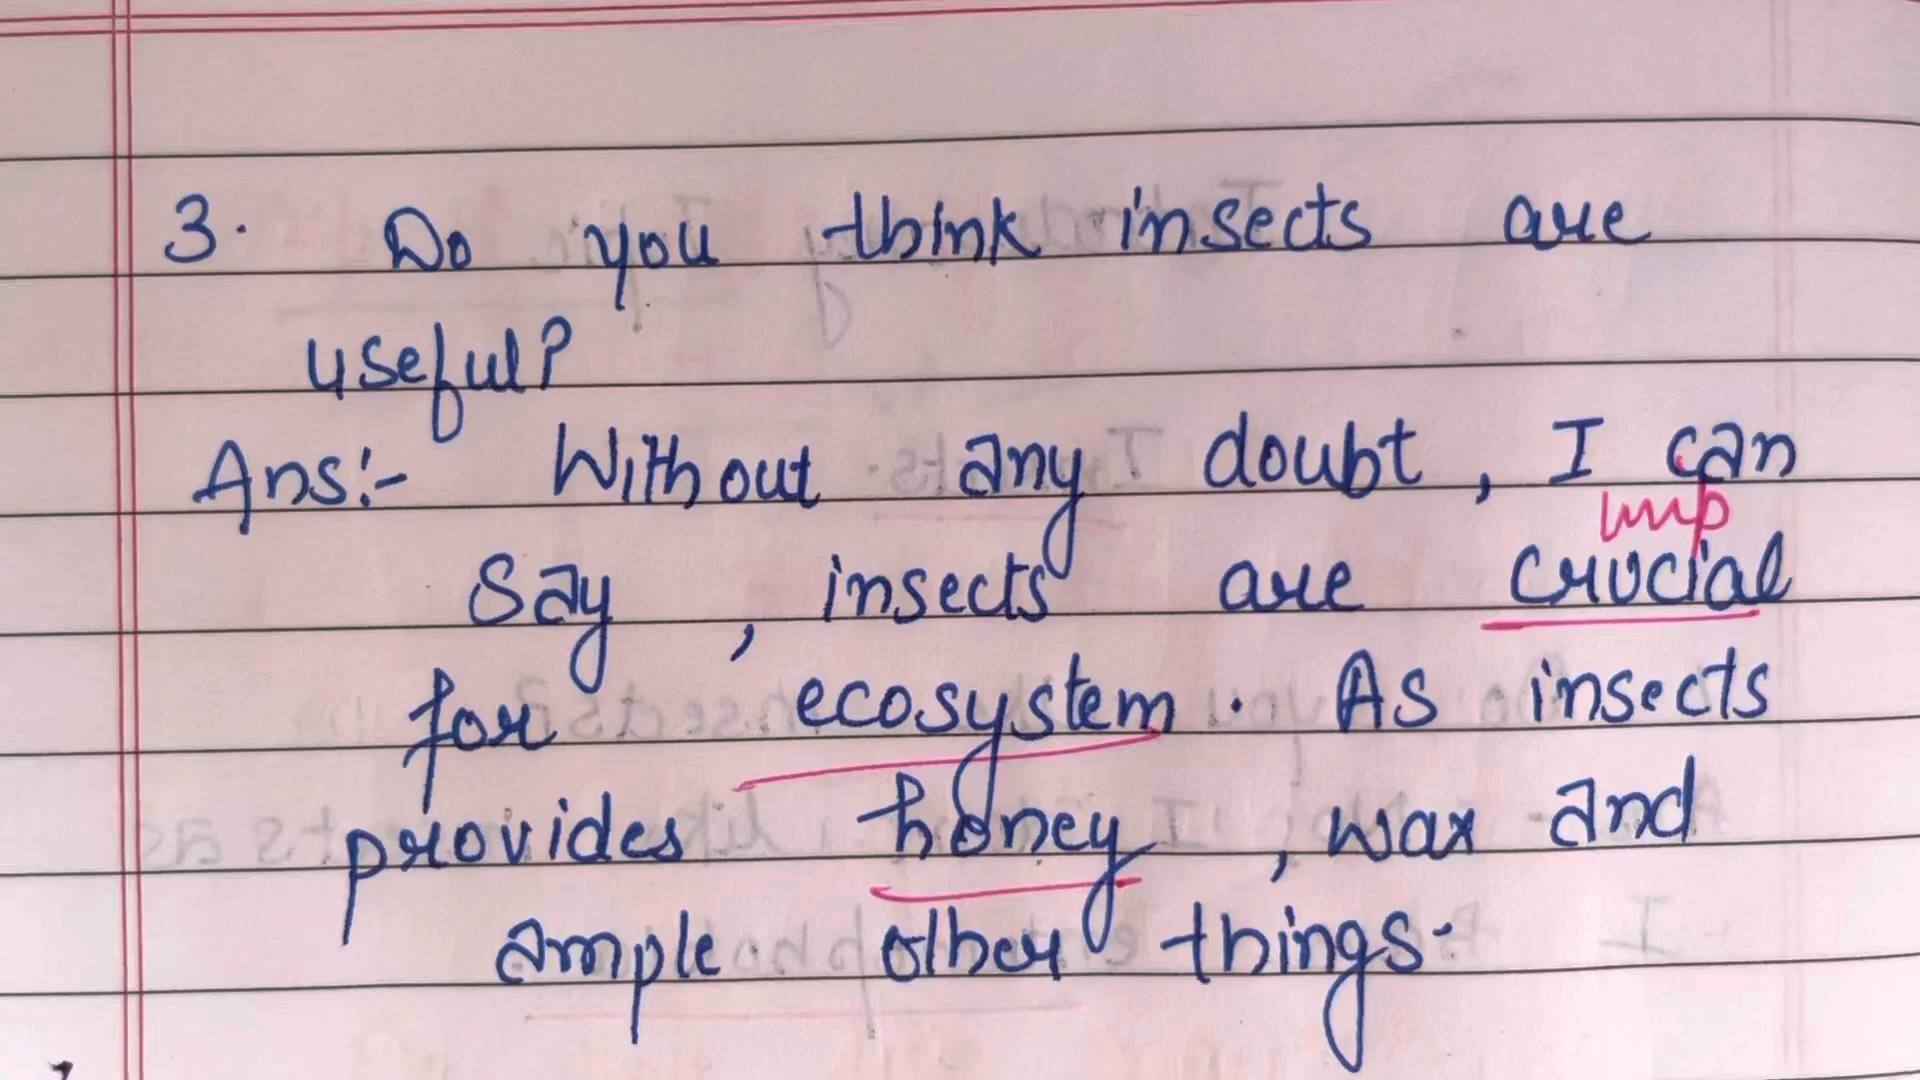 3. Do you think insects are
useful?
Ans:- Without any doubt, I can
imp
say, insects are crucial
for ecosystem. As insects
provides honey, wax and
ample other things.